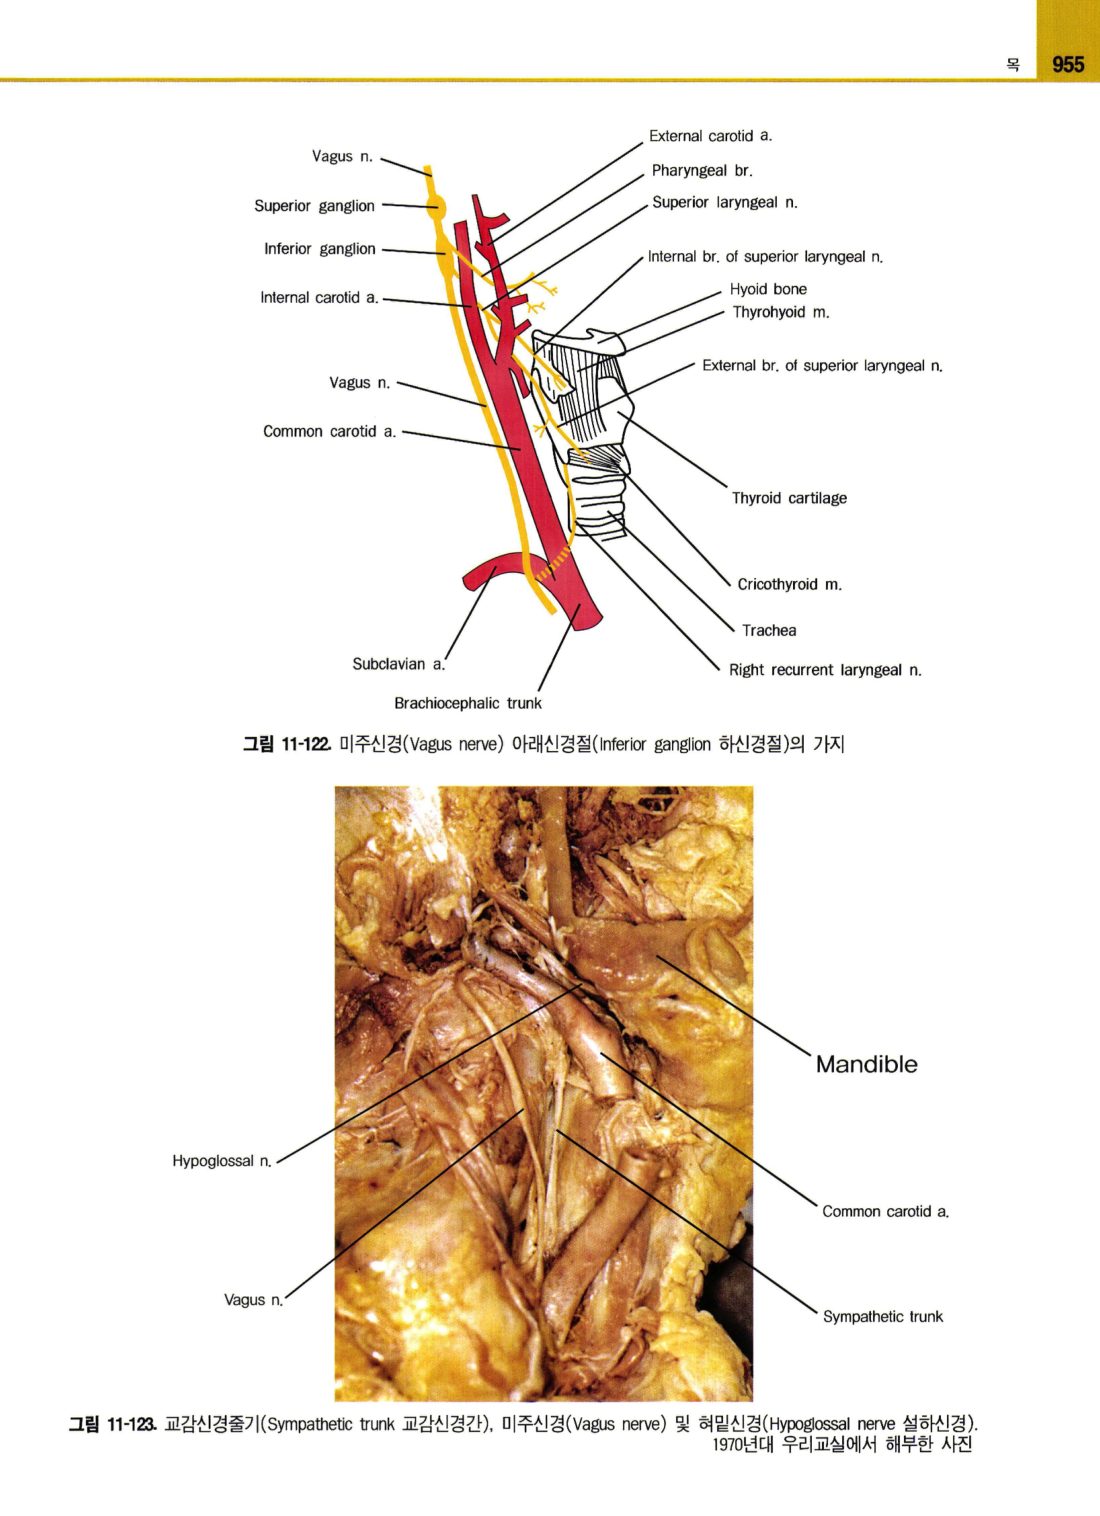 목 955
External carotid a.
Vagus n.
Pharyngeal br.
Superior ganglion
Superior laryngeal n.
Inferior ganglion
Internal br. of superior laryngeal n.
Internal carotid a.
Hyoid bone
Thyrohyoid m.
External br. of superior laryngeal n.
Vagus n.
Common carotid a.
Thyroid cartilage
Cricothyroid m.
Trachea
Subclavian a.
Right recurrent laryngeal n.
Brachiocephalic trunk
그림 11-122. 미주신경(Vagus nerve) 아래신경절(Inferior ganglion 하신경절)의 가지
Mandible
Hypoglossal n.
Common carotid a.
Vagus n.
Sympathetic trunk
그림 11-123. 교감신경줄기(Sympathetic trunk 교감신경간), 미주신경(Vagus nerve) 및 혀밑신경(Hypoglossal nerve 설하신경).
1970년대 우리교실에서 해부한 사진